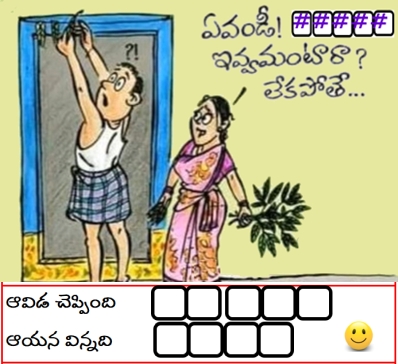 ఏవండీ! #####
ఇవ్వమంటారా?
లేకపోతే...
?!
ఆవిడ చెప్పింది
ఆయన విన్నది